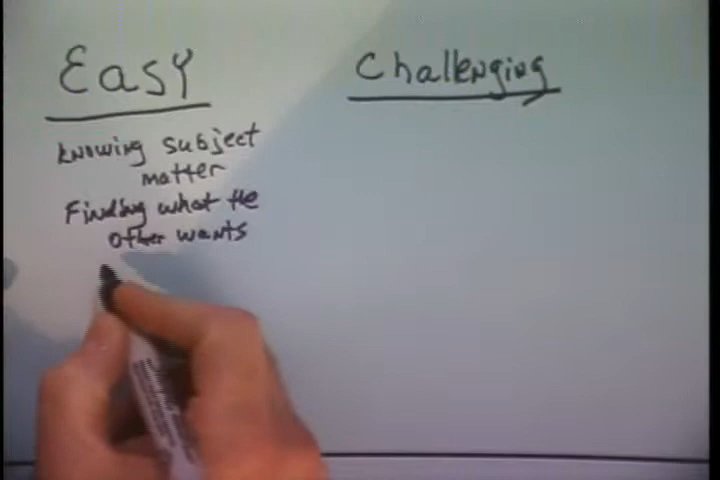 Easy
Challenging
Knowing subject
matter
Finding what the
other wants